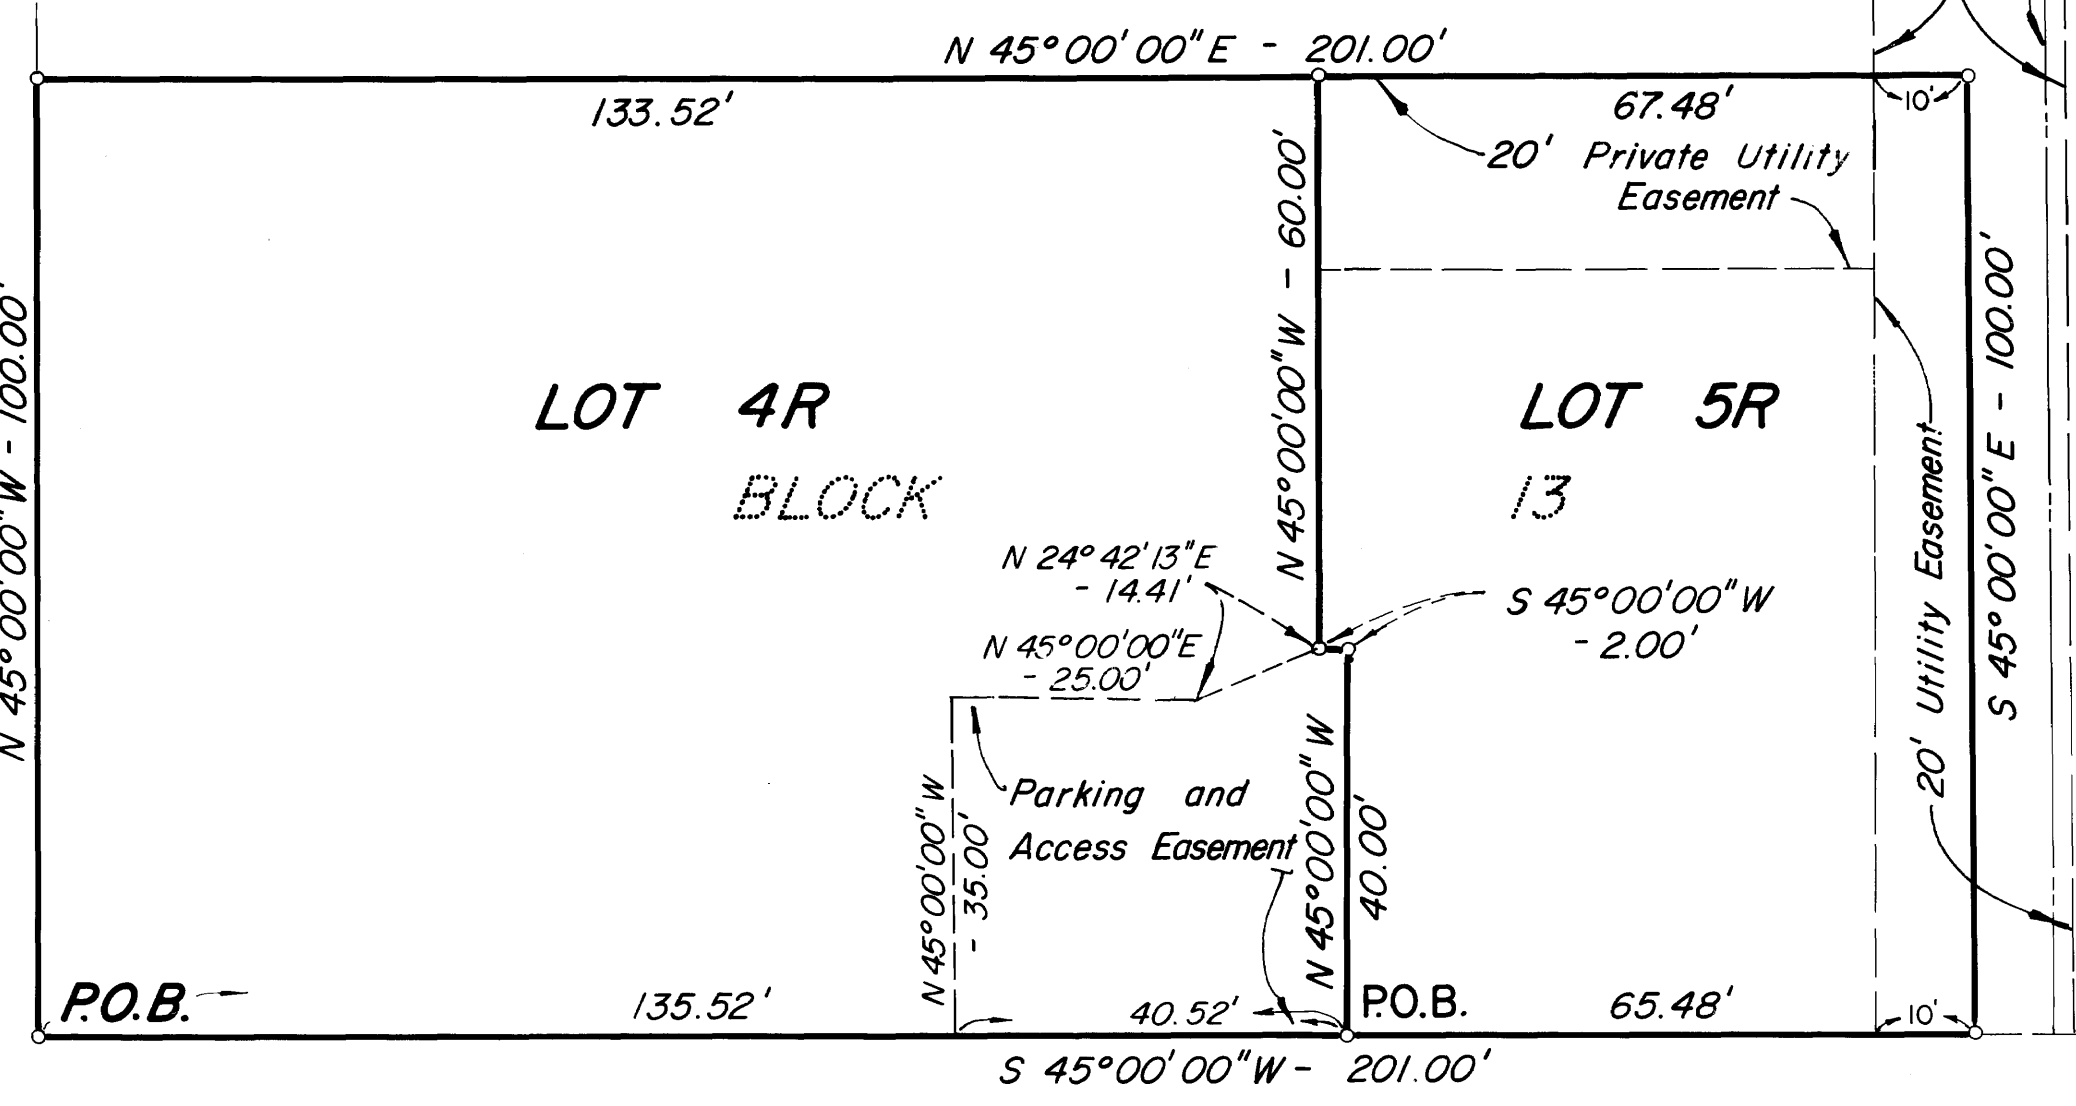 N 45°00'00"E - 201.00'
133.52'
67.48'
10'
20' Private Utility
Easement
N 45°00'00"W - 60.00'
N 45°00'00"W - 100.00'
S 45°00'00"E - 100.00'
LOT 4R
LOT 5R
BLOCK
13
N 24°42'13"E
- 14.41'
S 45°00'00"W
- 2.00'
N 45°00'00"E
- 25.00'
20' Utility Easement
Parking and
Access Easement
N 45°00'00"W
- 35.00'
N 45°00'00"W
40.00'
P.O.B.
135.52'
40.52'
P.O.B.
65.48'
10'
S 45°00'00"W - 201.00'